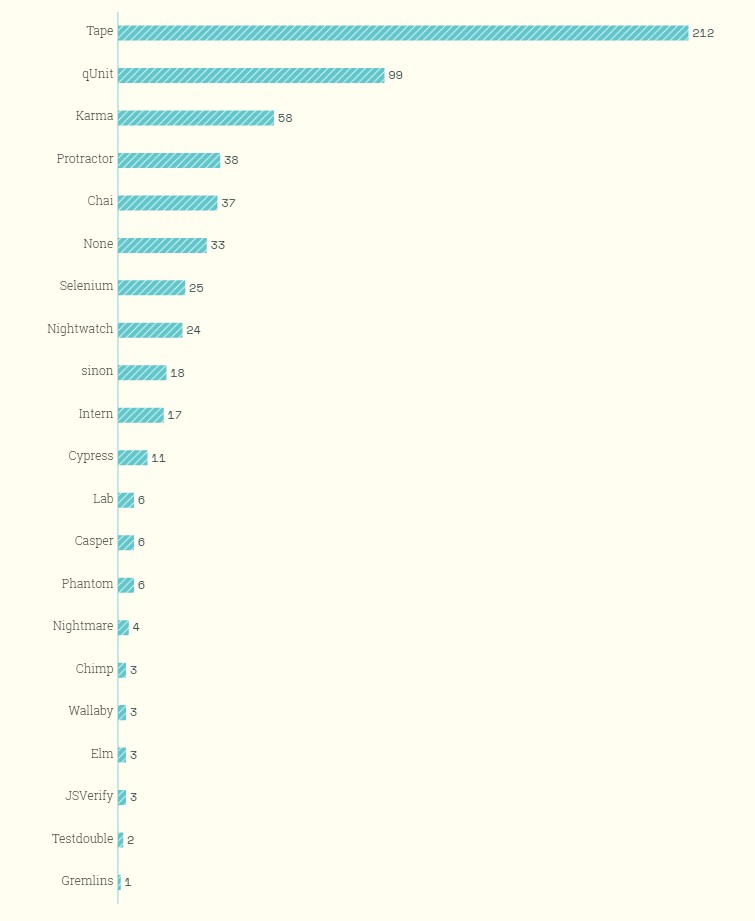 Tape 212
qUnit 99
Karma 58
Protractor 38
Chai 37
None 33
Selenium 25
Nightwatch 24
sinon 18
Intern 17
Cypress 11
Lab 6
Casper 6
Phantom 6
Nightmare 4
Chimp 3
Wallaby 3
Elm 3
JSVerify 3
Testdouble 2
Gremlins 1